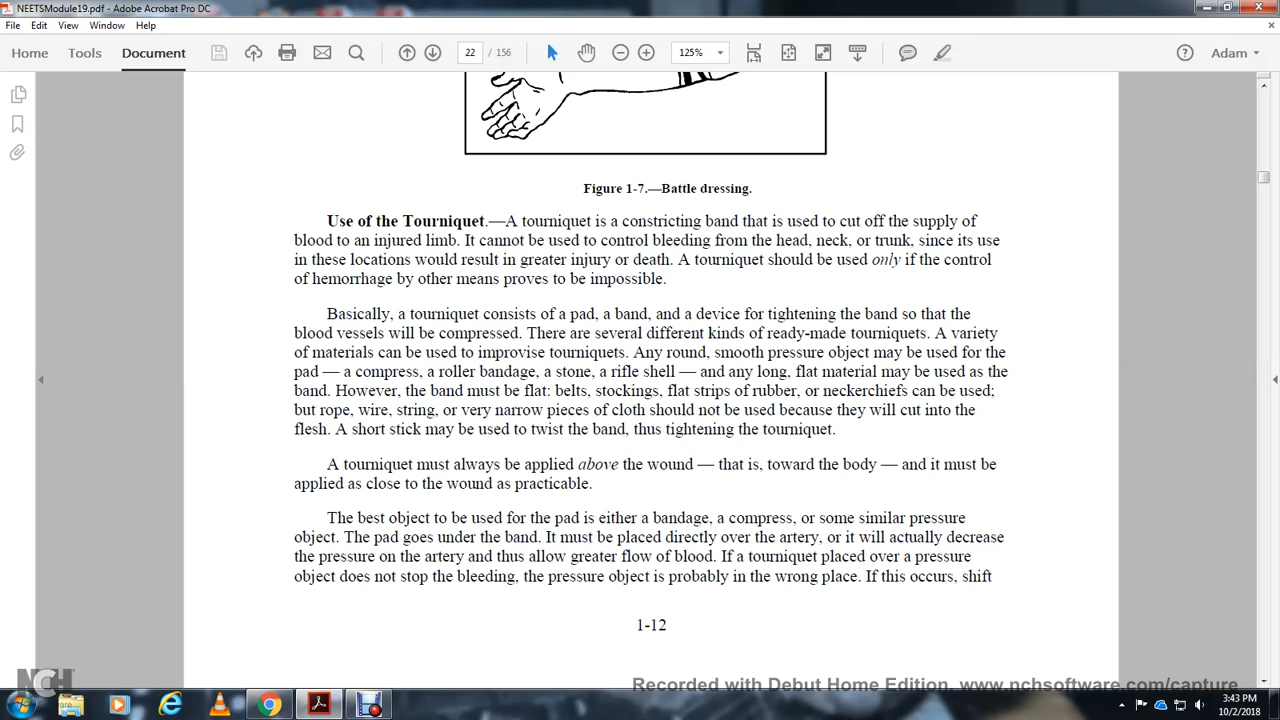 NEETSModule19.pdf - Adobe Acrobat Pro DC
File Edit View Window Help
Home Tools Document 22 / 156 125% Adam
Figure 1-7.—Battle dressing.
Use of the Tourniquet.—A tourniquet is a constricting band that is used to cut off the supply of
blood to an injured limb. It cannot be used to control bleeding from the head, neck, or trunk, since its use
in these locations would result in greater injury or death. A tourniquet should be used only if the control
of hemorrhage by other means proves to be impossible.
Basically, a tourniquet consists of a pad, a band, and a device for tightening the band so that the
blood vessels will be compressed. There are several different kinds of ready-made tourniquets. A variety
of materials can be used to improvise tourniquets. Any round, smooth pressure object may be used for the
pad — a compress, a roller bandage, a stone, a rifle shell — and any long, flat material may be used as the
band. However, the band must be flat: belts, stockings, flat strips of rubber, or neckerchiefs can be used;
but rope, wire, string, or very narrow pieces of cloth should not be used because they will cut into the
flesh. A short stick may be used to twist the band, thus tightening the tourniquet.
A tourniquet must always be applied above the wound — that is, toward the body — and it must be
applied as close to the wound as practicable.
The best object to be used for the pad is either a bandage, a compress, or some similar pressure
object. The pad goes under the band. It must be placed directly over the artery, or it will actually decrease
the pressure on the artery and thus allow greater flow of blood. If a tourniquet placed over a pressure
object does not stop the bleeding, the pressure object is probably in the wrong place. If this occurs, shift
1-12
NCH
Recorded with Debut Home Edition. www.nchsoftware.com/capture
3:43 PM
10/2/2018